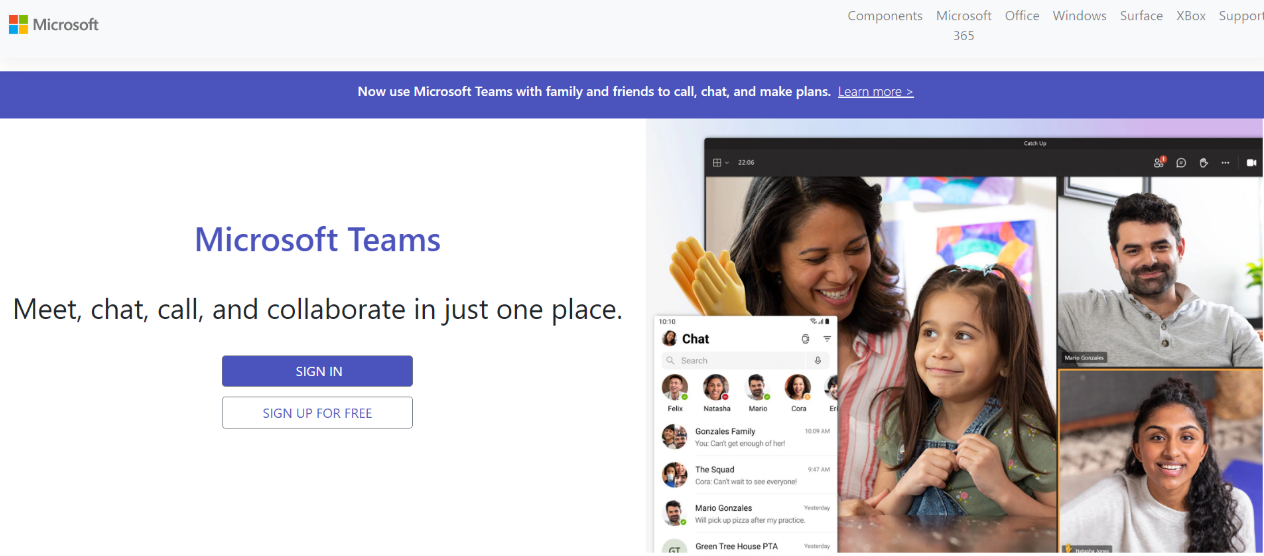 Microsoft
Components
Microsoft
365
Office
Windows
Surface
XBox
Support
Now use Microsoft Teams with family and friends to call, chat, and make plans. Learn more >
Microsoft Teams
Meet, chat, call, and collaborate in just one place.
SIGN IN
SIGN UP FOR FREE
Catch Up
22:06
1
Mario Gonzales
Natasha Jones
10:10
Chat
Search
Felix
Natasha
Mario
Cora
Er
Gonzales Family 10:09 AM
You: Can't get enough of her!
The Squad 9:47 AM
Cora: Can't wait to see everyone!
Mario Gonzales Yesterday
Will pick up pizza after my practice.
GT
Green Tree House PTA Yesterday